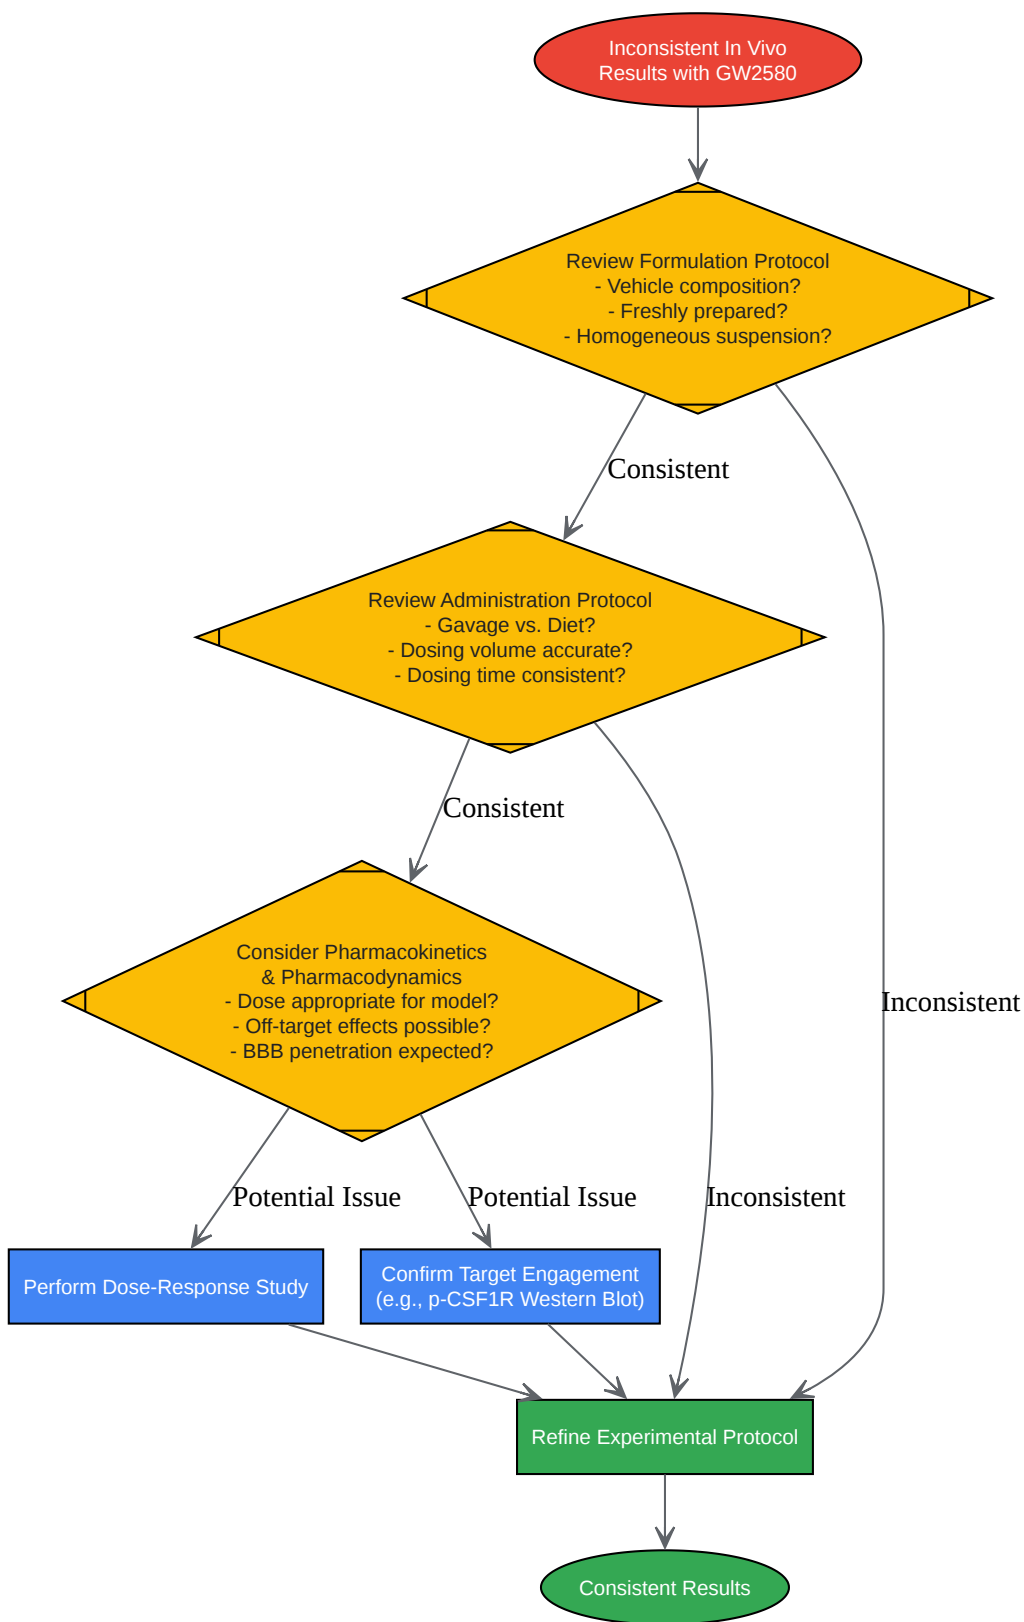 Inconsistent In Vivo
Results with GW2580
Review Formulation Protocol
- Vehicle composition?
- Freshly prepared?
- Homogeneous suspension?
Consistent
Review Administration Protocol
- Gavage vs. Diet?
- Dosing volume accurate?
- Dosing time consistent?
Consistent
Consider Pharmacokinetics
& Pharmacodynamics
- Dose appropriate for model?
- Off-target effects possible?
- BBB penetration expected?
Inconsistent
Potential Issue
Potential Issue
Inconsistent
Perform Dose-Response Study
Confirm Target Engagement
(e.g., p-CSF1R Western Blot)
Refine Experimental Protocol
Consistent Results